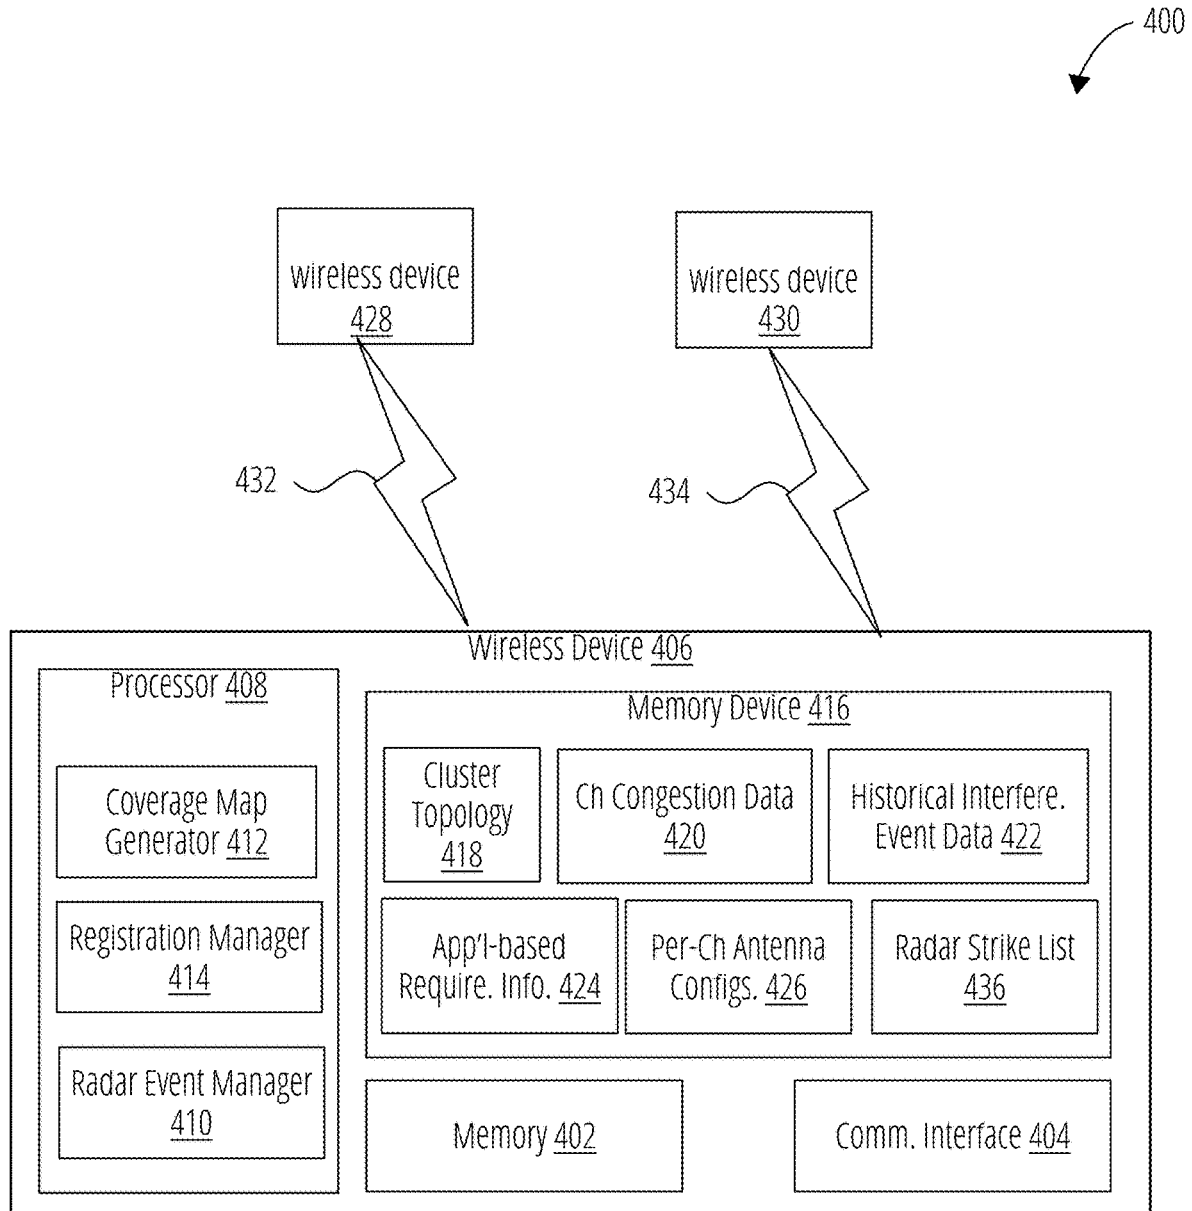 400
wireless device
428
wireless device
430
432
434
Wireless Device 406
Processor 408
Coverage Map
Generator 412
Registration Manager
414
Radar Event Manager
410
Memory Device 416
Cluster
Topology
418
Ch Congestion Data
420
Historical Interfere.
Event Data 422
App'l-based
Require. Info. 424
Per-Ch Antenna
Configs. 426
Radar Strike List
436
Memory 402
Comm. Interface 404